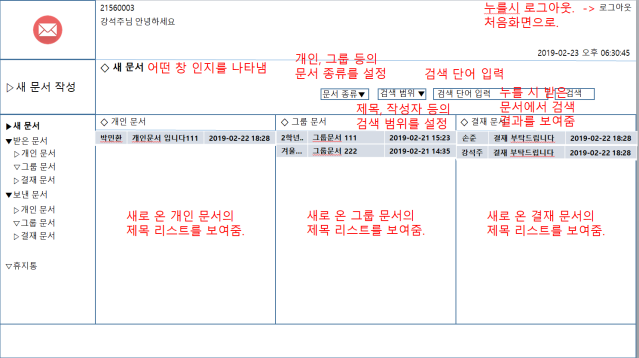 21560003
강석주님 안녕하세요
누를시 로그아웃. -> 로그아웃
처음화면으로.
2019-02-23 오후 06:30:45
▷새 문서 작성
◇ 새 문서 어떤 창 인지를 나타냄
개인, 그룹 등의
문서 종류를 설정
검색 단어 입력
문서 종류▼
검색 범위▼
검색 단어 입력
검색
누를 시 받은
문서에서 검색
결과를 보여줌
제목, 작성자 등의
검색 범위를 설정
▶새 문서
▼받은 문서
▷개인 문서
▽그룹 문서
▷결재 문서
▼보낸 문서
▷개인 문서
▽그룹 문서
▷결재 문서
▽휴지통
◇ 개인 문서
박민환 개인문서 입니다111 2019-02-22 18:28
새로 온 개인 문서의
제목 리스트를 보여줌.
◇ 그룹 문서
2학년.. 그룹문서 111 2019-02-21 15:23
겨울... 그룹문서 222 2019-02-21 14:35
새로 온 그룹 문서의
제목 리스트를 보여줌.
◇ 결재 문서
손준 결재 부탁드립니다 2019-02-22 18:28
강석주 결재 부탁드립니다 2019-02-22 18:28
새로 온 결재 문서의
제목 리스트를 보여줌.